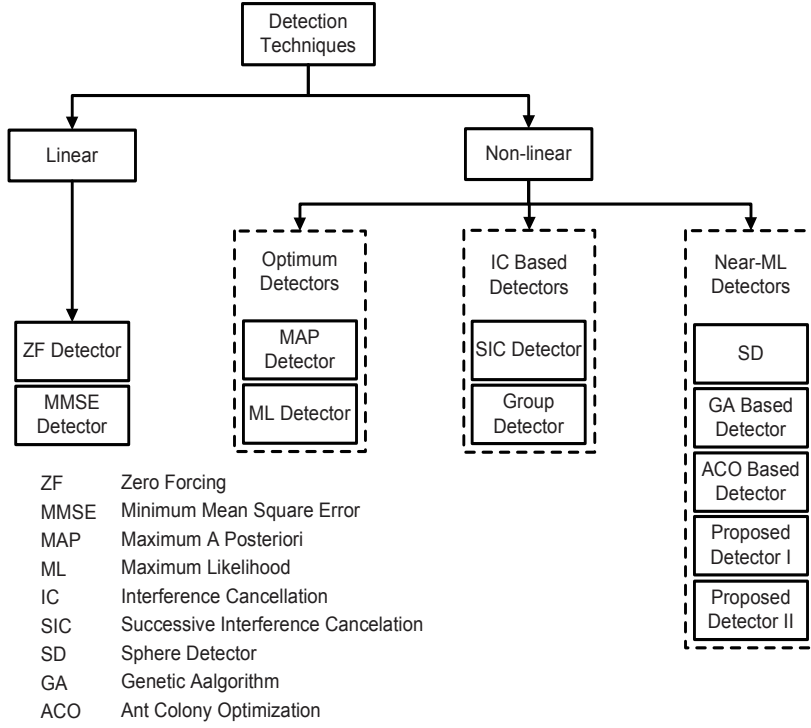 Detection
Techniques
Linear
Non-linear
Optimum
Detectors
IC Based
Detectors
Near-ML
Detectors
ZF Detector
MMSE
Detector
MAP
Detector
ML Detector
SIC Detector
Group
Detector
SD
GA Based
Detector
ACO Based
Detector
Proposed
Detector I
Proposed
Detector II
ZF Zero Forcing
MMSE Minimum Mean Square Error
MAP Maximum A Posteriori
ML Maximum Likelihood
IC Interference Cancellation
SIC Successive Interference Cancelation
SD Sphere Detector
GA Genetic Aalgorithm
ACO Ant Colony Optimization